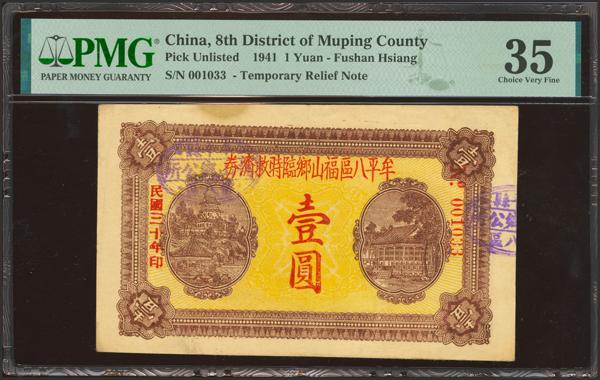 PMG
PAPER MONEY GUARANTY
China, 8th District of Muping County
Pick Unlisted 1941 1 Yuan - Fushan Hsiang
S/N 001033 - Temporary Relief Note
35
Choice Very Fine
券濟救時臨鄉山福區八平牟
民國三十年印
壹圓
001033
壹